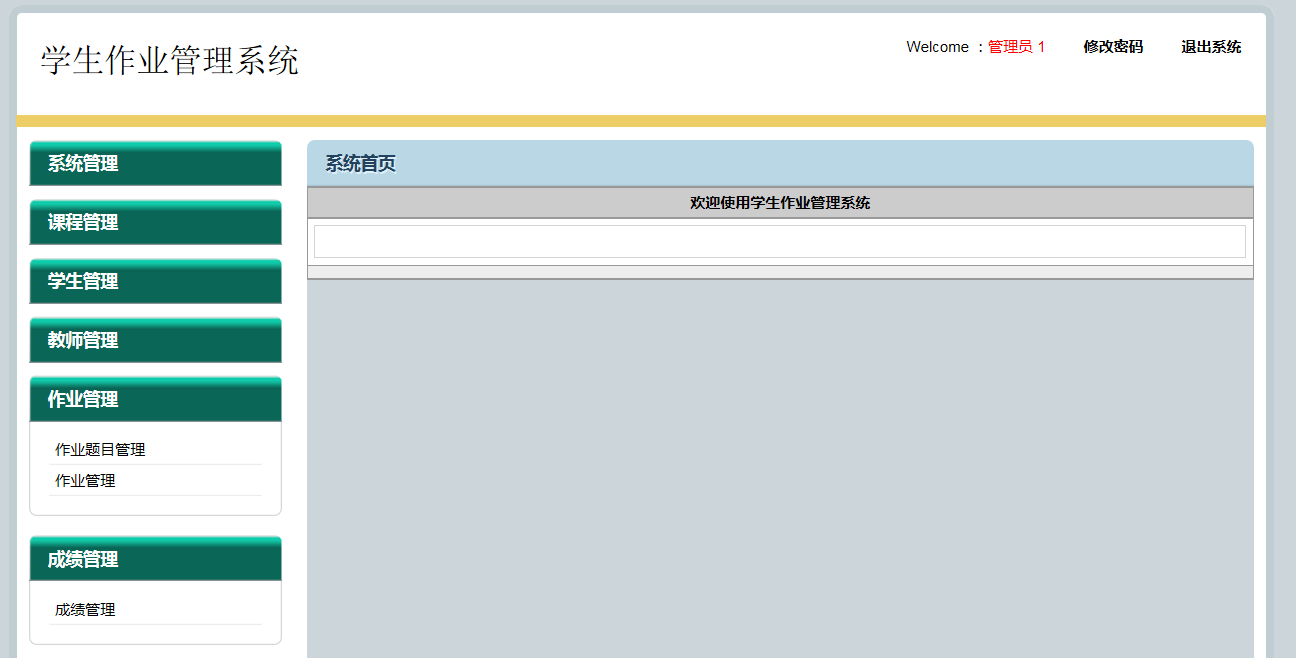 学生作业管理系统
Welcome ：管理员 1 修改密码 退出系统
系统管理
课程管理
学生管理
教师管理
作业管理
作业题目管理
作业管理
成绩管理
成绩管理
系统首页
欢迎使用学生作业管理系统